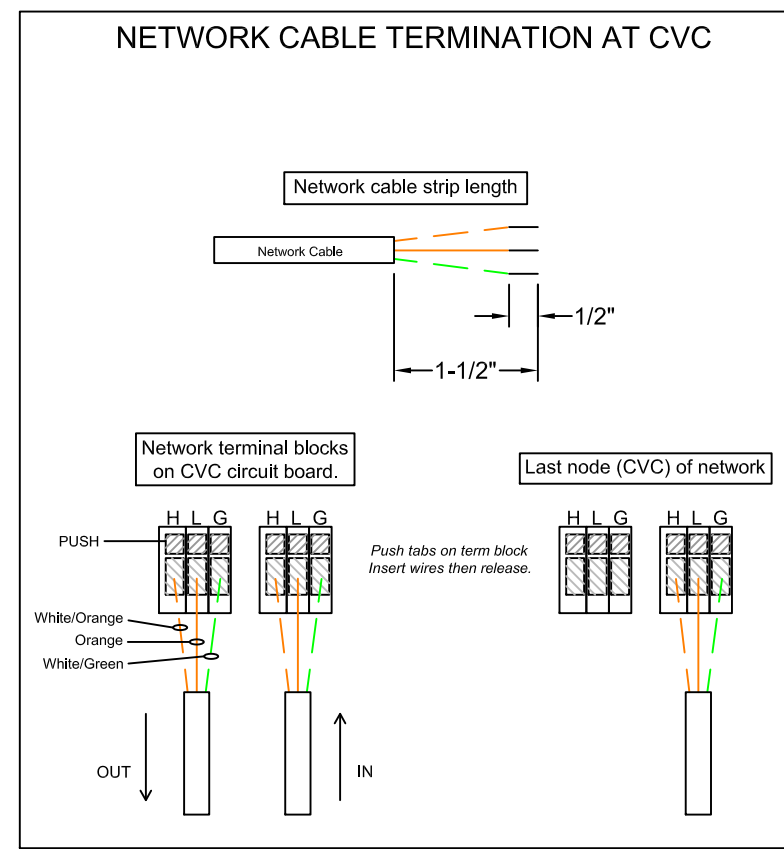 NETWORK CABLE TERMINATION AT CVC
Network cable strip length
Network Cable
1/2"
1-1/2"
Network terminal blocks
on CVC circuit board.
Last node (CVC) of network
H L G
H L G
H L G
H L G
PUSH
Push tabs on term block
Insert wires then release.
White/Orange
Orange
White/Green
OUT
IN